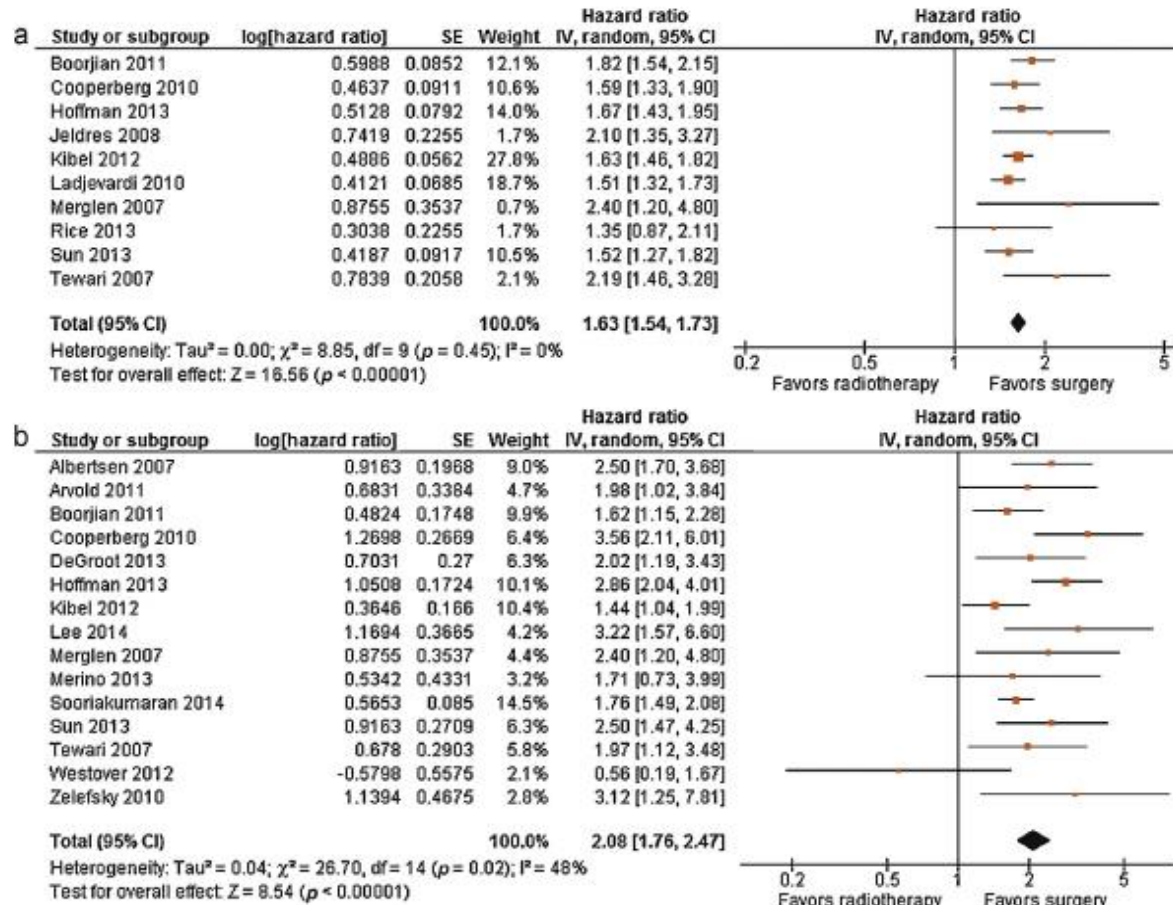 a
Hazard ratio Hazard ratio
Study or subgroup log[hazard ratio] SE Weight IV, random, 95% CI IV, random, 95% CI
Boorjian 2011 0.5988 0.0852 12.1% 1.82 [1.54, 2.15]
Cooperberg 2010 0.4637 0.0911 10.6% 1.59 [1.33, 1.90]
Hoffman 2013 0.5128 0.0792 14.0% 1.67 [1.43, 1.95]
Jeldres 2008 0.7419 0.2255 1.7% 2.10 [1.35, 3.27]
Kibel 2012 0.4886 0.0562 27.8% 1.63 [1.46, 1.82]
Ladjevardi 2010 0.4121 0.0685 18.7% 1.51 [1.32, 1.73]
Merglen 2007 0.8755 0.3537 0.7% 2.40 [1.20, 4.80]
Rice 2013 0.3038 0.2255 1.7% 1.35 [0.87, 2.11]
Sun 2013 0.4187 0.0917 10.5% 1.52 [1.27, 1.82]
Tewari 2007 0.7839 0.2058 2.1% 2.19 [1.46, 3.28]
Total (95% CI) 100.0% 1.63 [1.54, 1.73]
Heterogeneity: Tau² = 0.00; χ² = 8.85, df = 9 (p = 0.45); I² = 0%
Test for overall effect: Z = 16.56 (p < 0.00001)
0.2 0.5 1 2 5
Favors radiotherapy Favors surgery
b
Hazard ratio Hazard ratio
Study or subgroup log[hazard ratio] SE Weight IV, random, 95% CI IV, random, 95% CI
Albertsen 2007 0.9163 0.1968 9.0% 2.50 [1.70, 3.68]
Arvold 2011 0.6831 0.3384 4.7% 1.98 [1.02, 3.84]
Boorjian 2011 0.4824 0.1748 9.9% 1.62 [1.15, 2.28]
Cooperberg 2010 1.2698 0.2669 6.4% 3.56 [2.11, 6.01]
DeGroot 2013 0.7031 0.27 6.3% 2.02 [1.19, 3.43]
Hoffman 2013 1.0508 0.1724 10.1% 2.86 [2.04, 4.01]
Kibel 2012 0.3646 0.166 10.4% 1.44 [1.04, 1.99]
Lee 2014 1.1694 0.3665 4.2% 3.22 [1.57, 6.60]
Merglen 2007 0.8755 0.3537 4.4% 2.40 [1.20, 4.80]
Merino 2013 0.5342 0.4331 3.2% 1.71 [0.73, 3.99]
Sooriakumaran 2014 0.5653 0.085 14.5% 1.76 [1.49, 2.08]
Sun 2013 0.9163 0.2709 6.3% 2.50 [1.47, 4.25]
Tewari 2007 0.678 0.2903 5.8% 1.97 [1.12, 3.48]
Westover 2012 -0.5798 0.5575 2.1% 0.56 [0.19, 1.67]
Zelefsky 2010 1.1394 0.4675 2.8% 3.12 [1.25, 7.81]
Total (95% CI) 100.0% 2.08 [1.76, 2.47]
Heterogeneity: Tau² = 0.04; χ² = 26.70, df = 14 (p = 0.02); I² = 48%
Test for overall effect: Z = 8.54 (p < 0.00001)
0.2 0.5 1 2 5
Favors radiotherapy Favors surgery